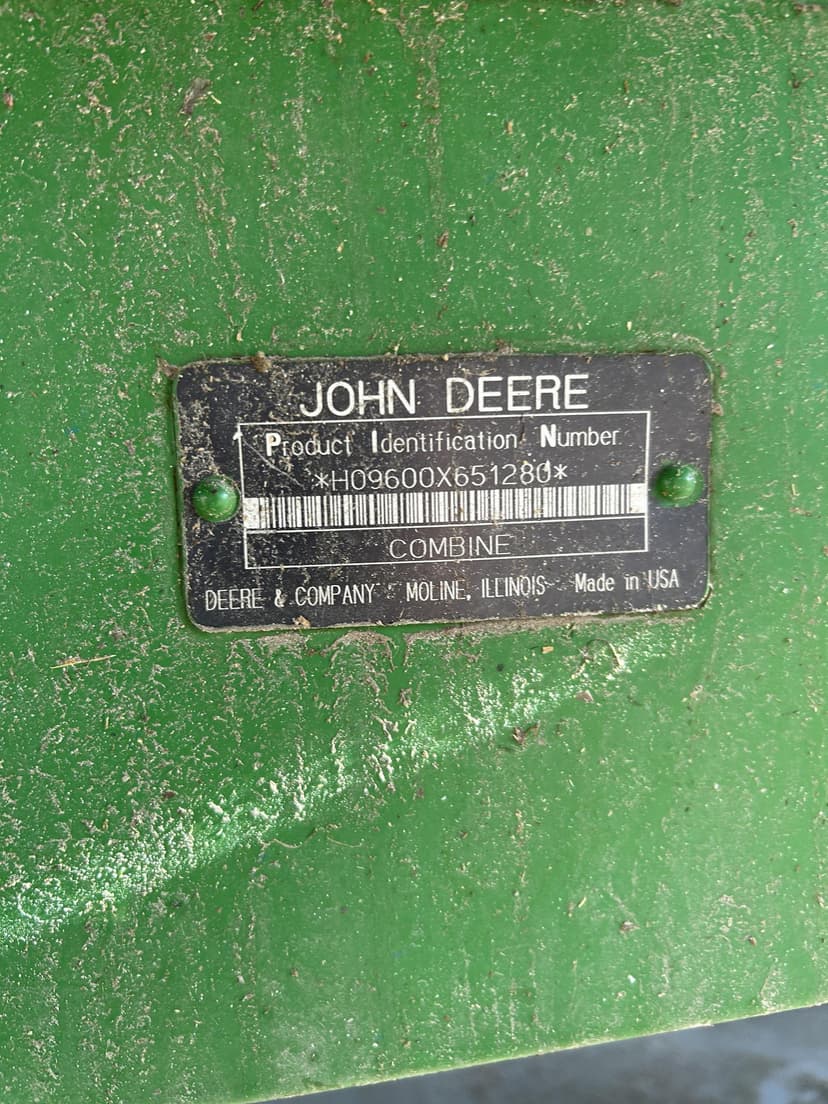 JOHN DEERE
Product Identification Number
*H09600X651280*
COMBINE
DEERE & COMPANY MOLINE, ILLINOIS Made in USA